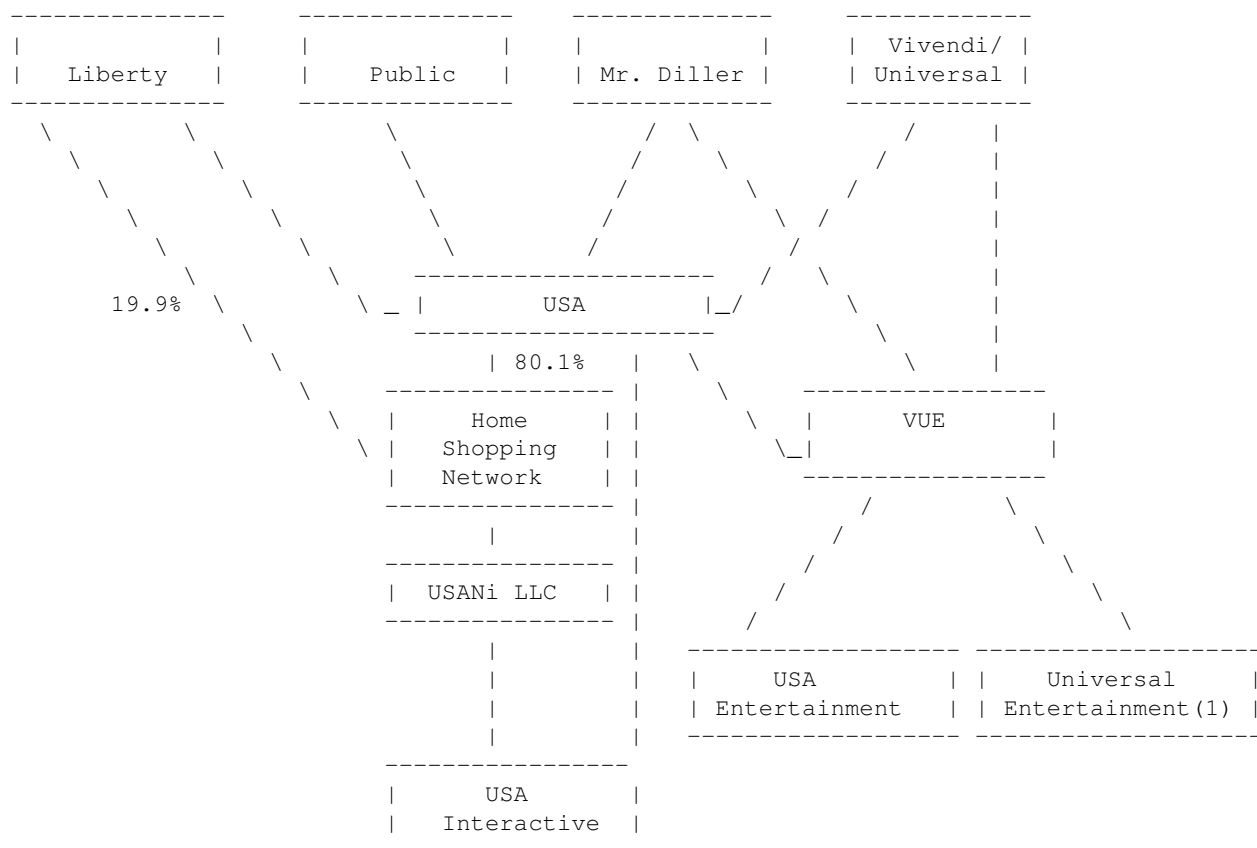 Liberty Public Mr. Diller Vivendi/
Universal
19.9% USA
80.1%
Home
Shopping
Network
VUE
USANi LLC
USA
Entertainment
Universal
Entertainment(1)
USA
Interactive